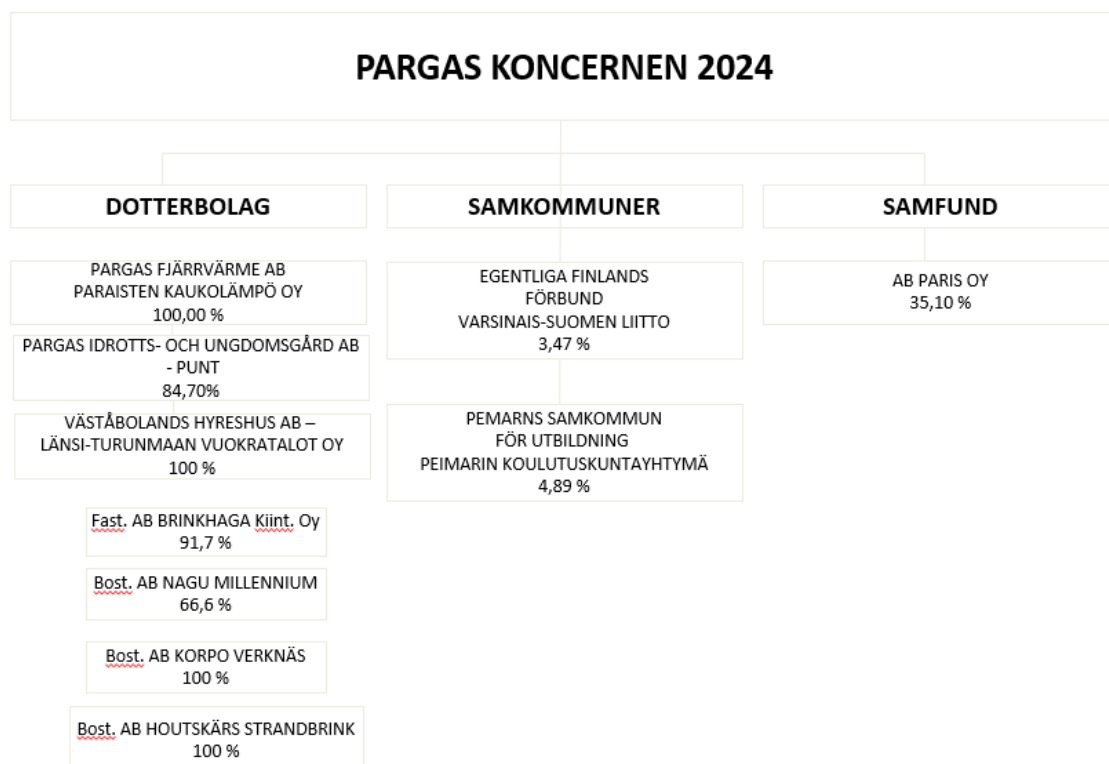 PARGAS KONCERNEN 2024
DOTTERBOLAG
PARGAS FJÄRRVÄRME AB
PARAISTEN KAUKOLÄMPÖ OY
100,00 %
PARGAS IDROTTS- OCH UNGDOMSGÅRD AB
- PUNT
84,70%
VÄSTÅBOLANDS HYRESHUS AB –
LÄNSI-TURUNMAAN VUOKRATALOT OY
100 %
Fast. AB BRINKHAGA Kiint. Oy
91,7 %
Bost. AB NAGU MILLENNIUM
66,6 %
Bost. AB KORPO VERKNÄS
100 %
Bost. AB HOUTSKÄRS STRANDBRINK
100 %
SAMKOMMUNER
EGENTLIGA FINLANDS
FÖRBUND
VARSINAIS-SUOMEN LIITTO
3,47 %
PEMARNS SAMKOMMUN
FÖR UTBILDNING
PEIMARIN KOULUTUSKUNTAYHTYMÄ
4,89 %
SAMFUND
AB PARIS OY
35,10 %